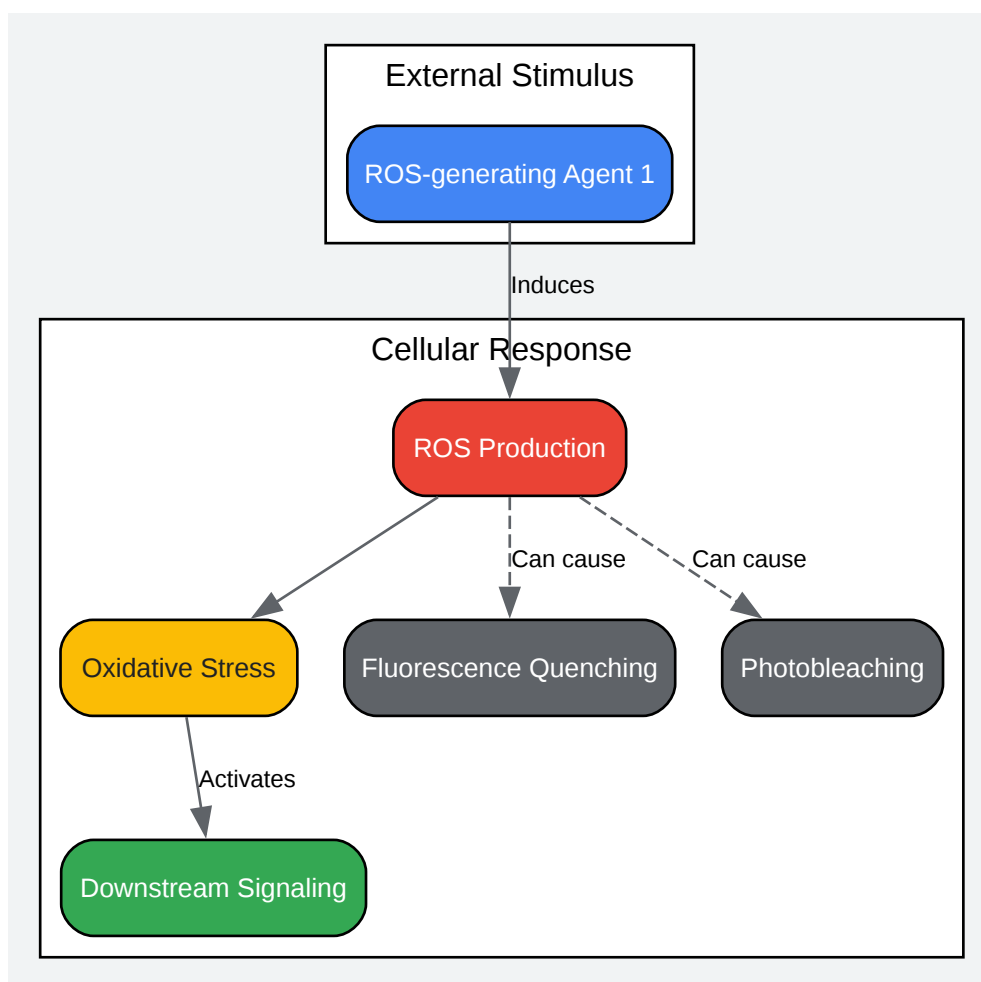 External Stimulus
ROS-generating Agent 1
Induces
Cellular Response
ROS Production
Can cause
Can cause
Oxidative Stress
Fluorescence Quenching
Photobleaching
Activates
Downstream Signaling